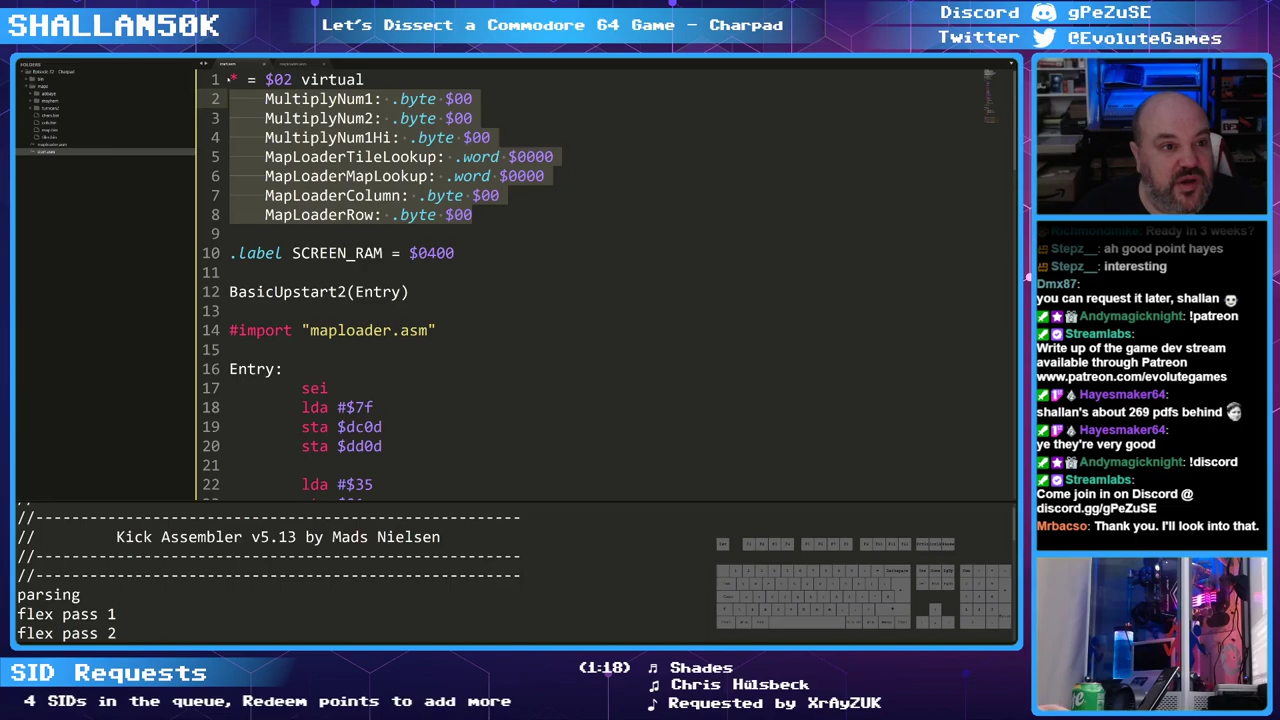 SHALLAN50K
Let's Dissect a Commodore 64 Game - Charpad
Discord gPeZuSE
Twitter @EvoluteGames
FOLDERS
1 * = $02 virtual
2 MultiplyNum1: .byte $00
3 MultiplyNum2: .byte $00
4 MultiplyNum1Hi: .byte $00
5 MapLoaderTileLookup: .word $0000
6 MapLoaderMapLookup: .word $0000
7 MapLoaderColumn: .byte $00
8 MapLoaderRow: .byte $00
9
10 .label SCREEN_RAM = $0400
11
12 BasicUpstart2(Entry)
13
14 #import "maploader.asm"
15
16 Entry:
17 sei
18 lda #$7f
19 sta $dc0d
20 sta $dd0d
21
22 lda #$35
//----------------------------------------------------
// Kick Assembler v5.13 by Mads Nielsen
//----------------------------------------------------
//----------------------------------------------------
parsing
flex pass 1
flex pass 2
Richmondmike: Ready in 3 weeks?
Stepz__: ah good point hayes
Stepz__: interesting
Dmx87:
you can request it later, shallan
Andymagicknight: !patreon
Streamlabs:
Write up of the game dev stream
available through Patreon
www.patreon.com/evolutegames
Hayesmaker64:
shallan's about 269 pdfs behind
Hayesmaker64:
ye they're very good
Andymagicknight: !discord
Streamlabs:
Come join in on Discord @
discord.gg/gPeZuSE
Mrbacso: Thank you. I'll look into that.
SID Requests
4 SIDs in the queue, Redeem points to add more
(1:18) ♫ Shades
♫ Chris Hülsbeck
♪ Requested by XrAyZUK